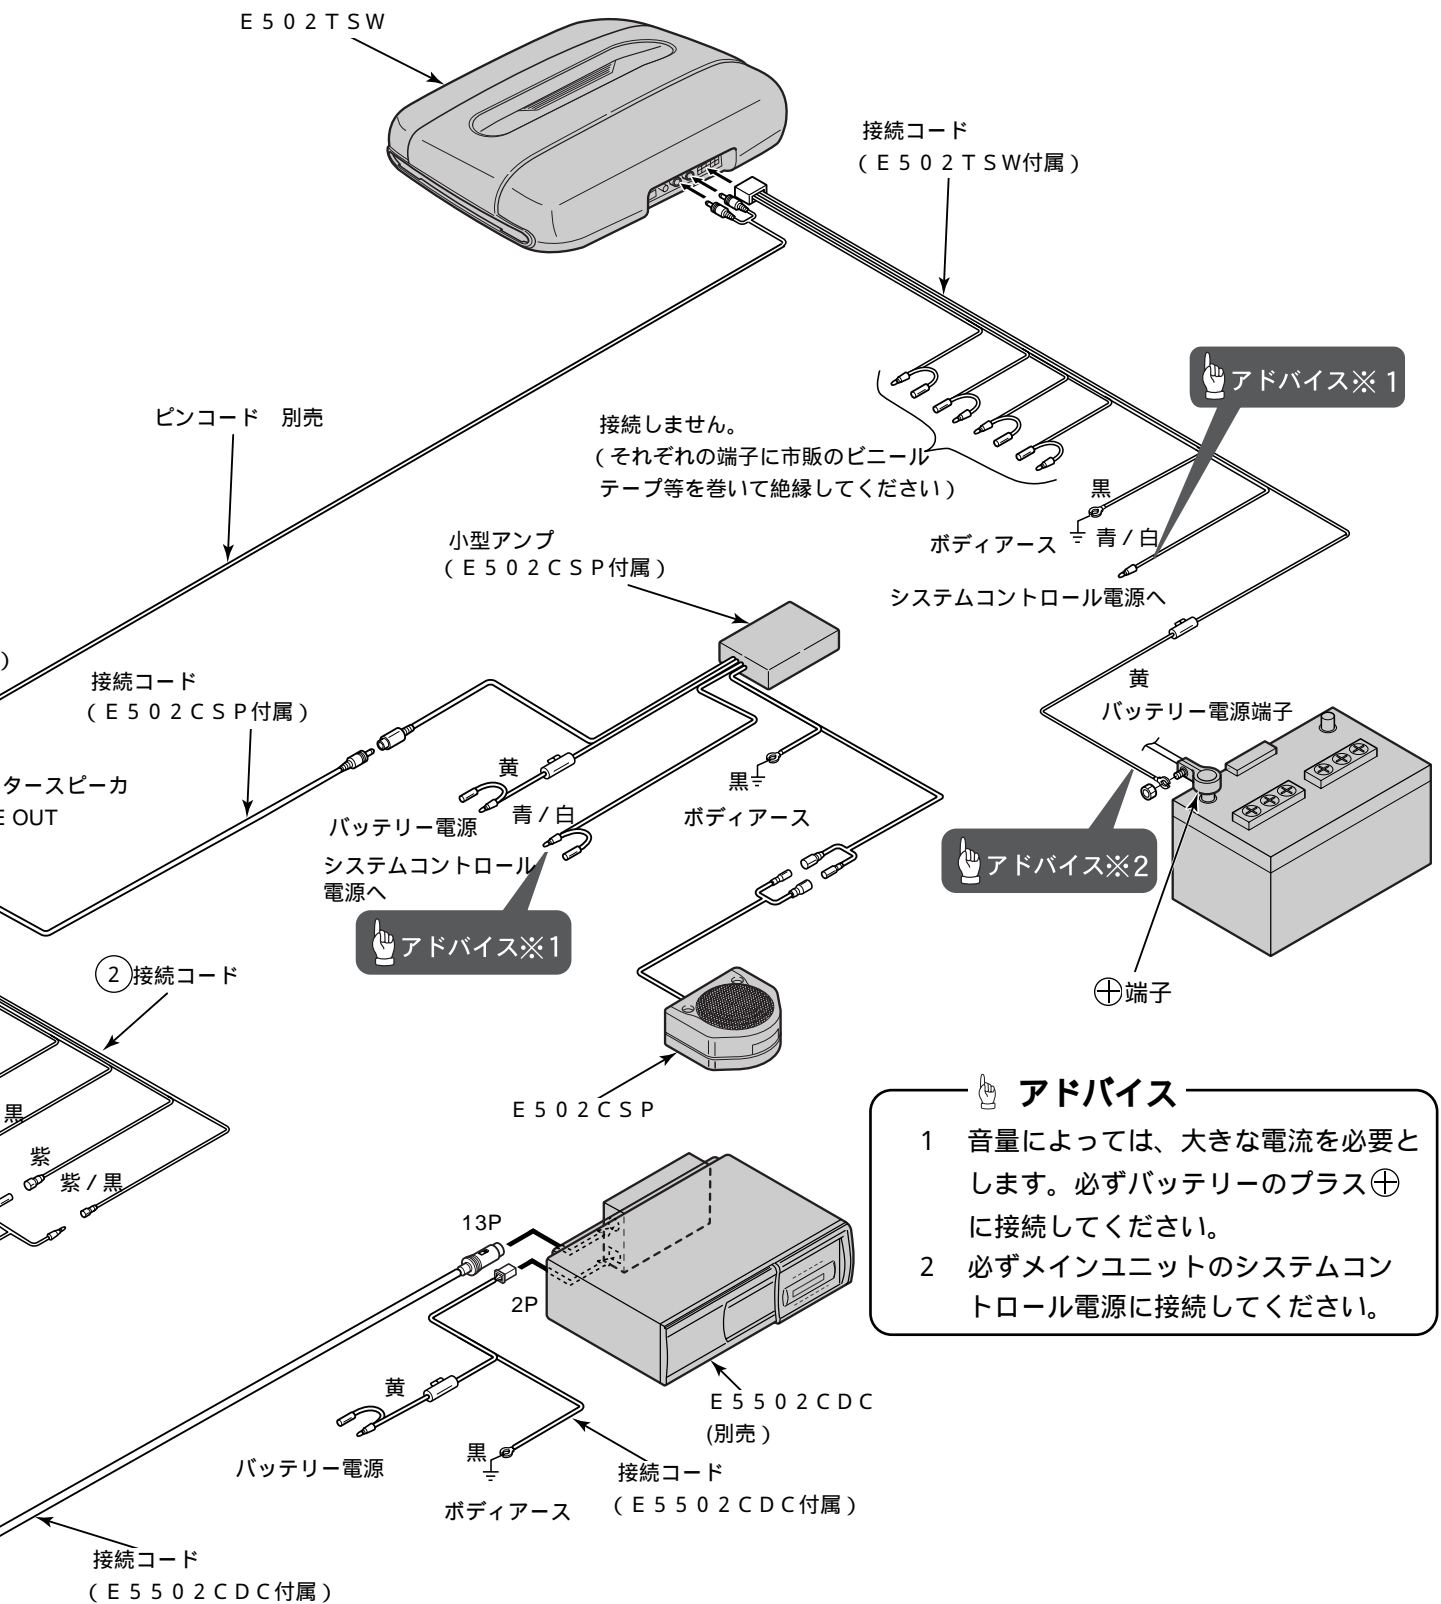 E502TSW
接続コード
(E502TSW付属)
アドバイス※1
ピンコード 別売
接続しません。
(それぞれの端子に市販のビニール
テープ等を巻いて絶縁してください)
黒
ボディアース
青/白
システムコントロール電源へ
小型アンプ
(E502CSP付属)
)
接続コード
(E502CSP付属)
黄
バッテリー電源端子
タースピーカ
E OUT
黄
バッテリー電源
青/白
システムコントロール
電源へ
アドバイス※1
黒
ボディアース
アドバイス※2
⊕端子
②接続コード
黒
紫
紫/黒
E502CSP
アドバイス
1 音量によっては、大きな電流を必要と
します。必ずバッテリーのプラス⊕
に接続してください。
2 必ずメインユニットのシステムコン
トロール電源に接続してください。
13P
2P
黄
バッテリー電源
黒
ボディアース
E5502CDC
(別売)
接続コード
(E5502CDC付属)
接続コード
(E5502CDC付属)